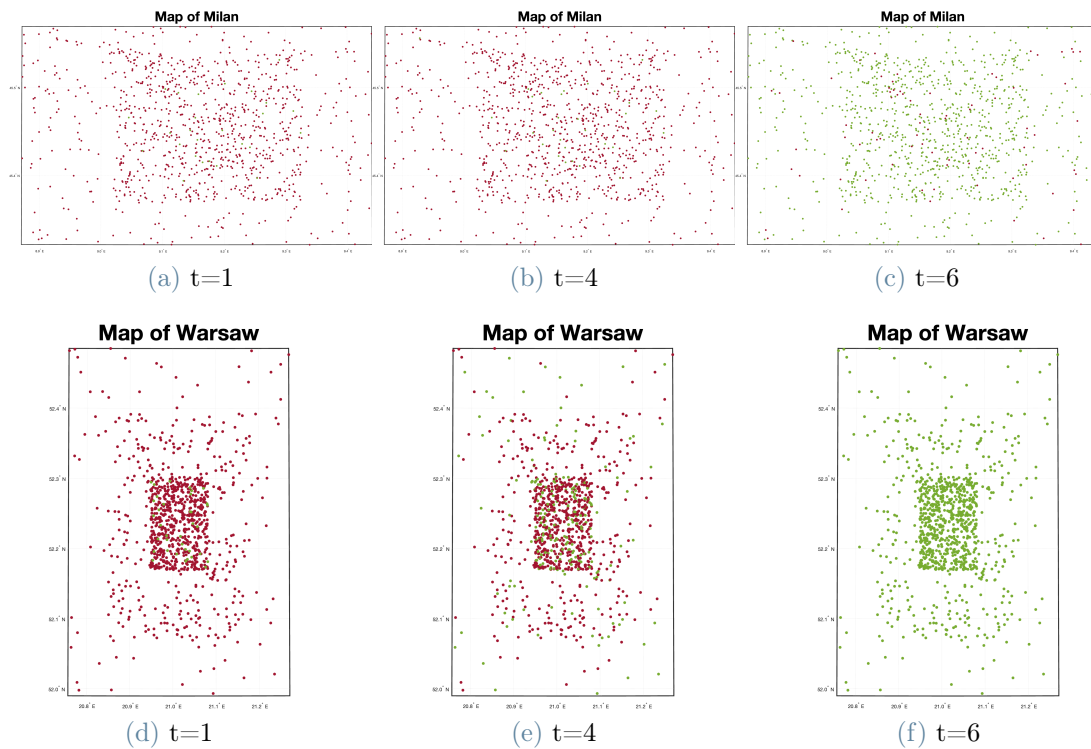 Map of Milan
Map of Milan
Map of Milan
(a) t=1
(b) t=4
(c) t=6
Map of Warsaw
Map of Warsaw
Map of Warsaw
52.4° N
52.4° N
52.4° N
52.3° N
52.3° N
52.3° N
52.2° N
52.2° N
52.2° N
52.1° N
52.1° N
52.1° N
52.0° N
52.0° N
52.0° N
20.8° E 20.9° E 21.0° E 21.1° E 21.2° E
20.8° E 20.9° E 21.0° E 21.1° E 21.2° E
20.8° E 20.9° E 21.0° E 21.1° E 21.2° E
(d) t=1
(e) t=4
(f) t=6